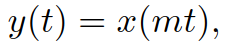 y(t) = x(mt),